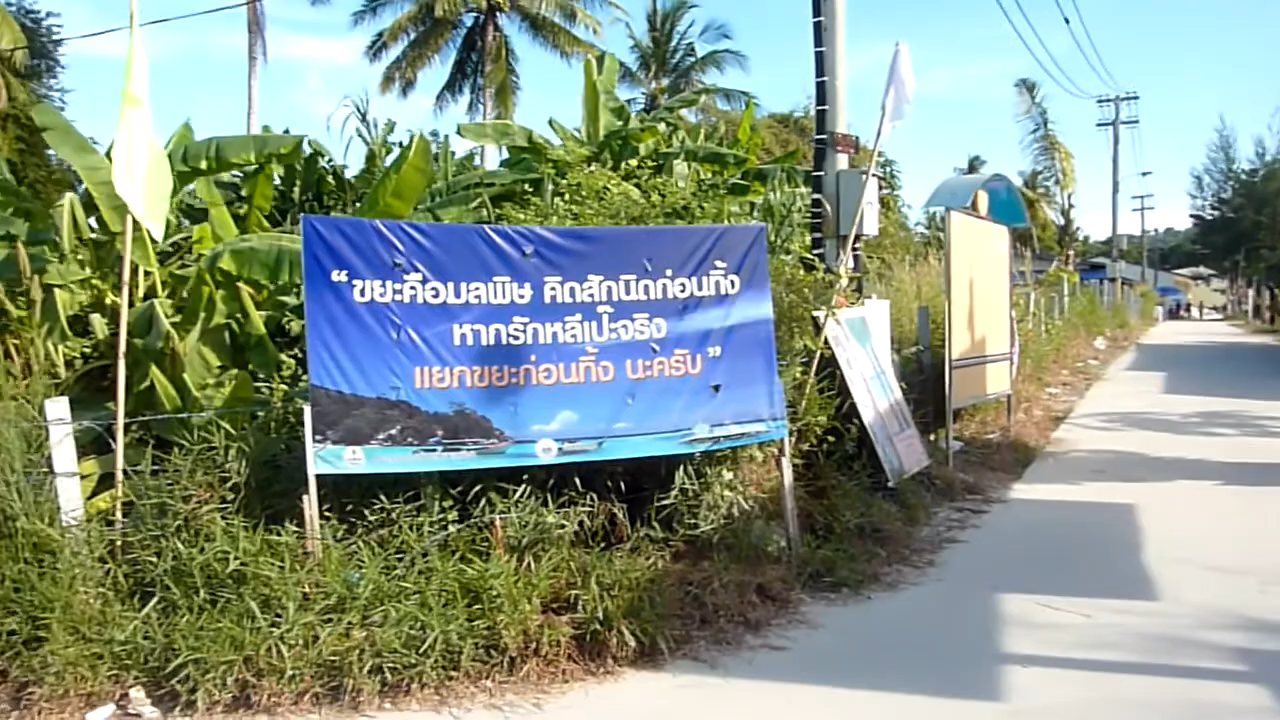 “ขยะคือมลพิษ คิดสักนิดก่อนทิ้ง
หากรักหลีเป๊ะจริง
แยกขยะก่อนทิ้ง นะครับ”